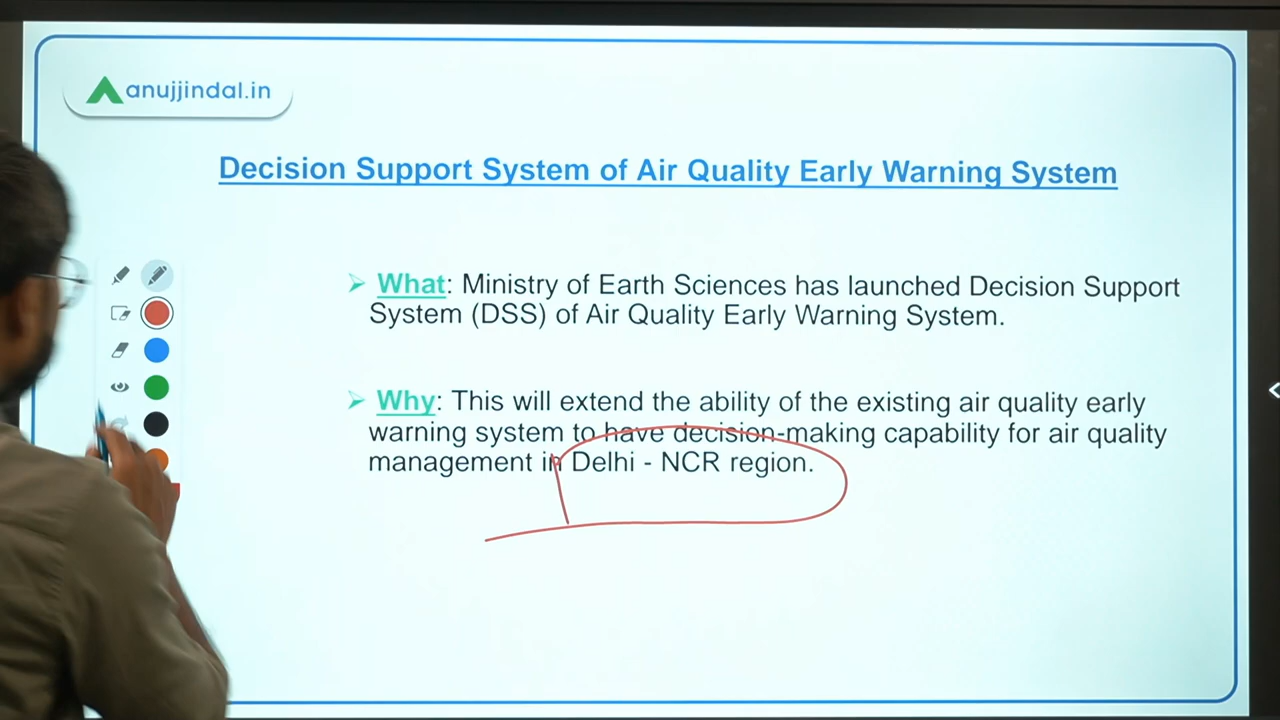 anujjindal.in
Decision Support System of Air Quality Early Warning System
➢ What: Ministry of Earth Sciences has launched Decision Support
System (DSS) of Air Quality Early Warning System.
➢ Why: This will extend the ability of the existing air quality early
warning system to have decision-making capability for air quality
management in Delhi - NCR region.